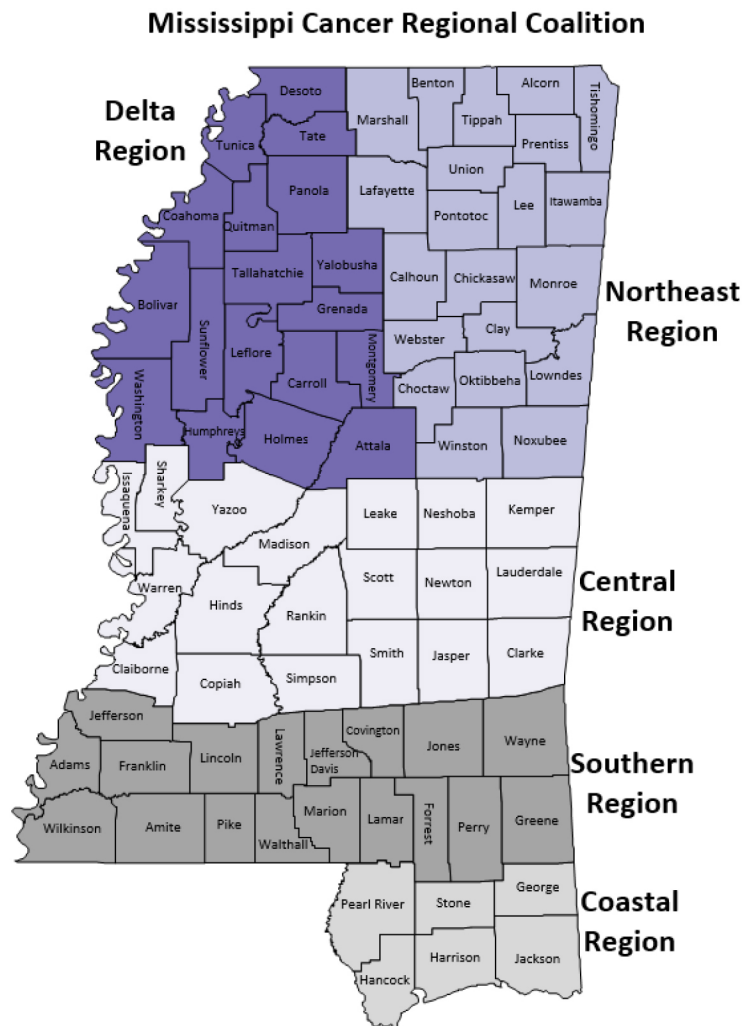 Mississippi Cancer Regional Coalition
Delta
Region
Desoto
Benton
Alcorn
Tishomingo
Marshall
Tippah
Tate
Tunica
Prentiss
Union
Panola
Lafayette
Itawamba
Coahoma
Quitman
Pontotoc
Lee
Tallahatchie
Yalobusha
Calhoun
Chickasaw
Monroe
Northeast
Region
Bolivar
Grenada
Sunflower
Webster
Clay
Leflore
Montgomery
Carroll
Choctaw
Oktibbeha
Lowndes
Washington
Humphreys
Holmes
Attala
Winston
Noxubee
Issaquena
Sharkey
Yazoo
Leake
Neshoba
Kemper
Madison
Warren
Scott
Newton
Lauderdale
Central
Region
Hinds
Rankin
Smith
Jasper
Clarke
Claiborne
Copiah
Simpson
Jefferson
Covington
Lawrence
Jefferson
Davis
Jones
Wayne
Adams
Franklin
Lincoln
Southern
Region
Wilkinson
Amite
Pike
Walthall
Marion
Lamar
Forrest
Perry
Greene
George
Coastal
Region
Pearl River
Stone
Hancock
Harrison
Jackson